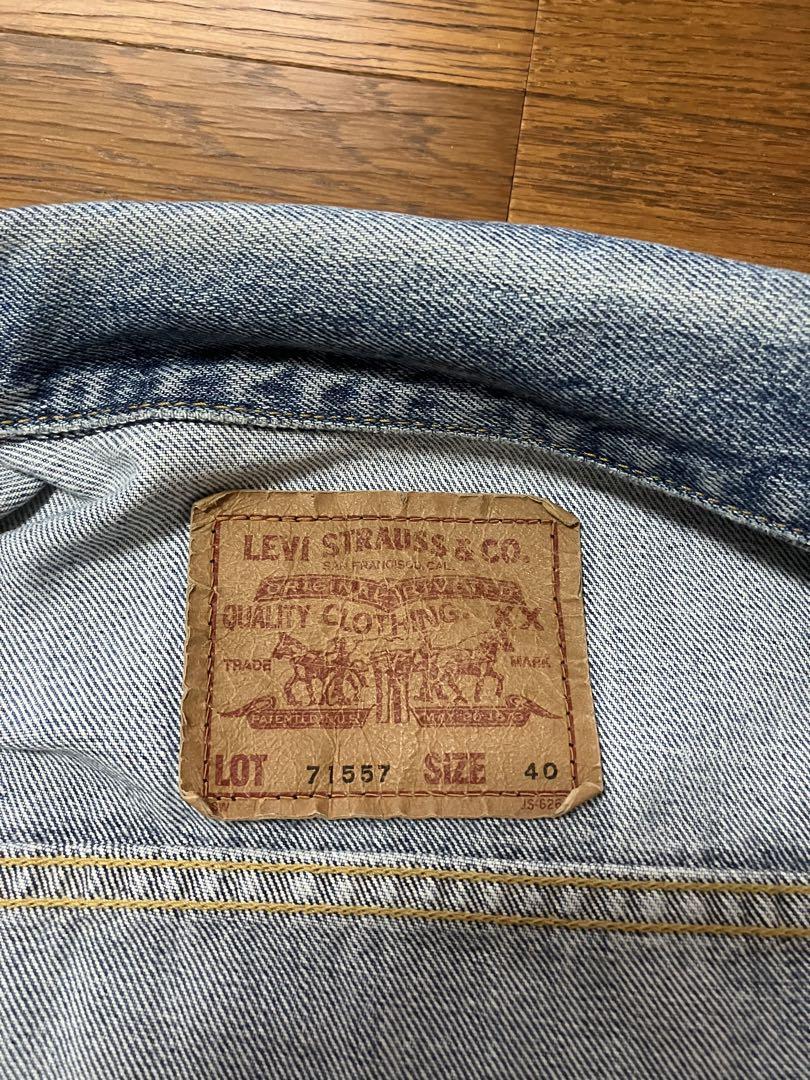 LEVI STRAUSS & CO.
SAN FRANCISCO, CAL.
ORIGINAL RIVETED
QUALITY CLOTHING. XX
TRADE MARK
LOT 71557 SIZE 40